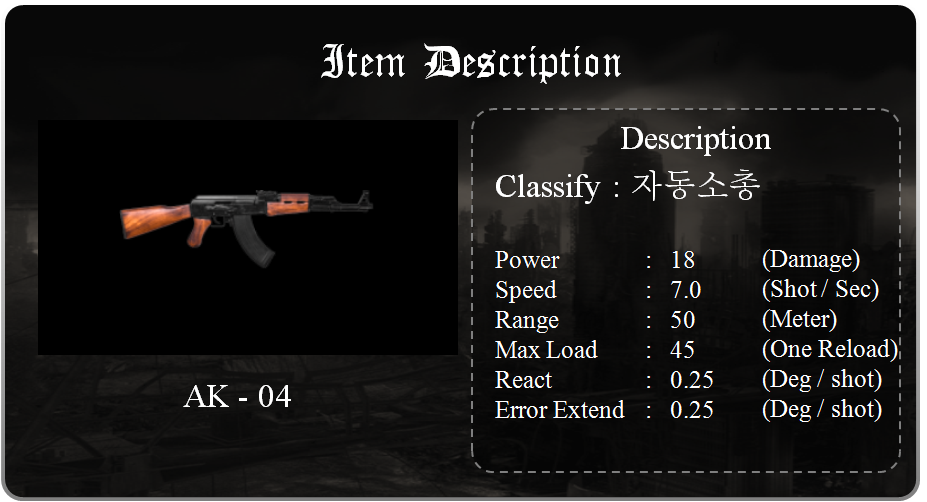 Item Description
AK - 04
Description
Classify : 자동소총
Power : 18 (Damage)
Speed : 7.0 (Shot / Sec)
Range : 50 (Meter)
Max Load : 45 (One Reload)
React : 0.25 (Deg / shot)
Error Extend : 0.25 (Deg / shot)